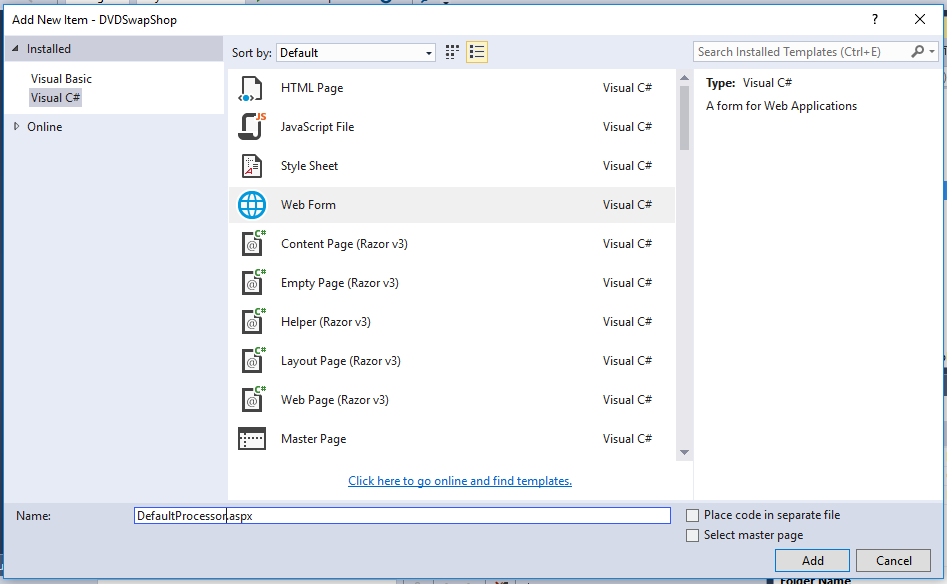 Add New Item - DVDSwapShop
?
Installed
Sort by: Default
Search Installed Templates (Ctrl+E)
Visual Basic
Visual C#
Online
HTML Page Visual C#
JS
JavaScript File Visual C#
Style Sheet Visual C#
Web Form Visual C#
C#
@
Content Page (Razor v3) Visual C#
C#
@
Empty Page (Razor v3) Visual C#
C#
@
Helper (Razor v3) Visual C#
C#
@
Layout Page (Razor v3) Visual C#
C#
@
Web Page (Razor v3) Visual C#
Master Page Visual C#
Type: Visual C#
A form for Web Applications
Click here to go online and find templates.
Name: DefaultProcessor.aspx
Place code in separate file
Select master page
Add Cancel
Folder Name